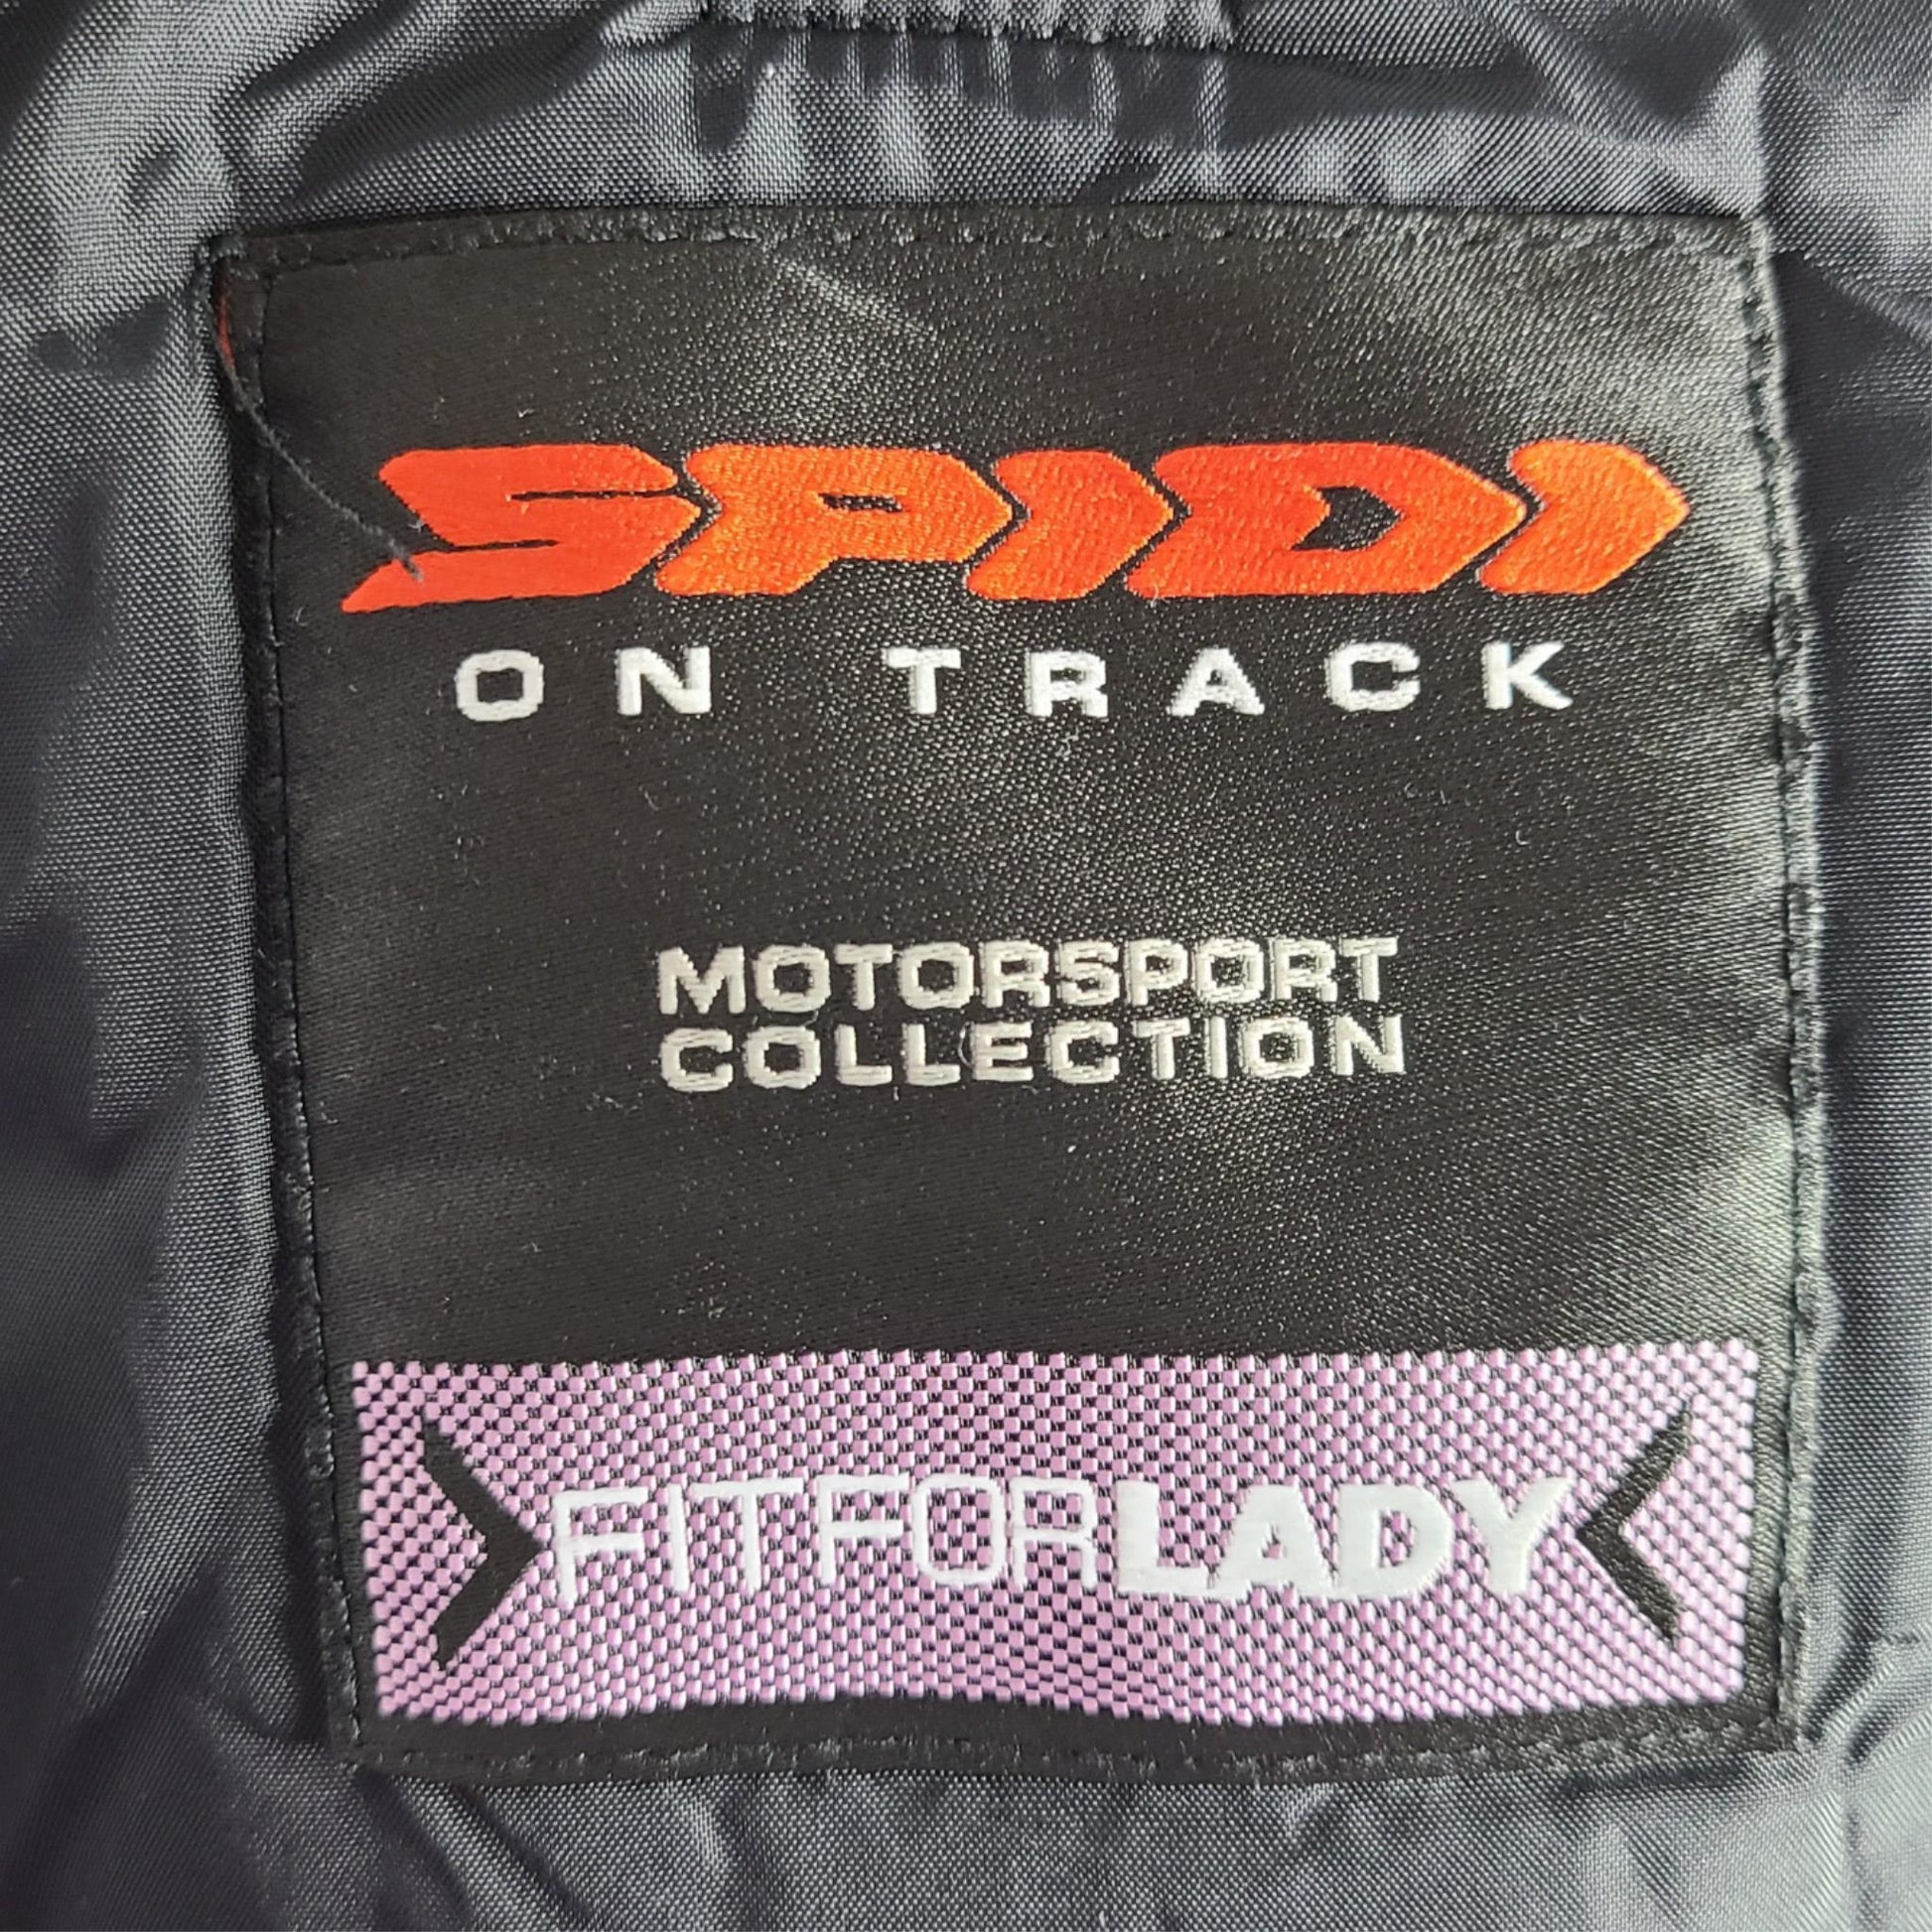 SPIDI
ON TRACK
MOTORSPORT
COLLECTION
FITFORLADY